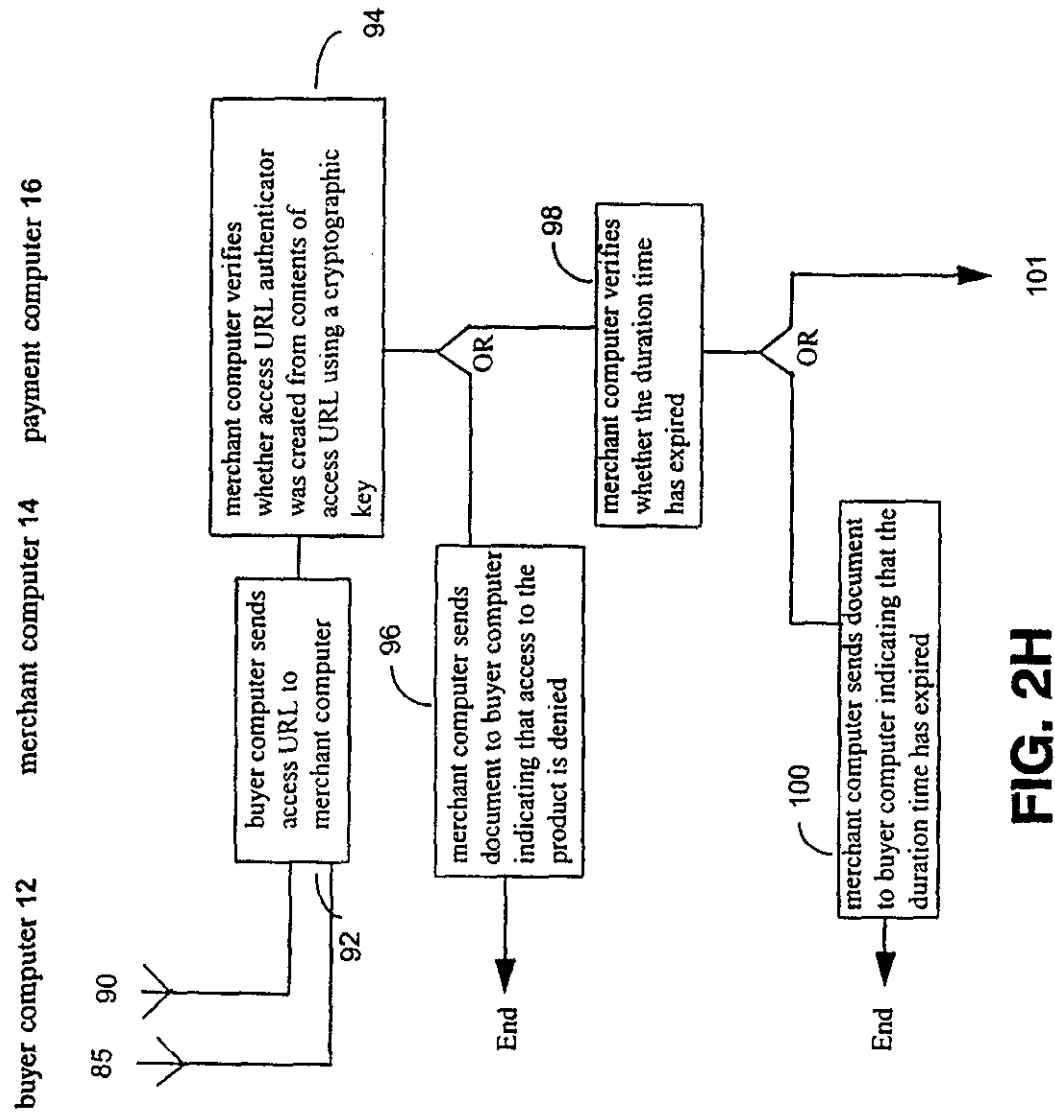 buyer computer 12
merchant computer 14
payment computer 16
85
90
92
buyer computer sends
access URL to
merchant computer
94
merchant computer verifies
whether access URL authenticator
was created from contents of
access URL using a cryptographic
key
OR
96
merchant computer sends
document to buyer computer
indicating that access to the
product is denied
End
98
merchant computer verifies
whether the duration time
has expired
OR
100
merchant computer sends document
to buyer computer indicating that the
duration time has expired
End
101
FIG. 2H